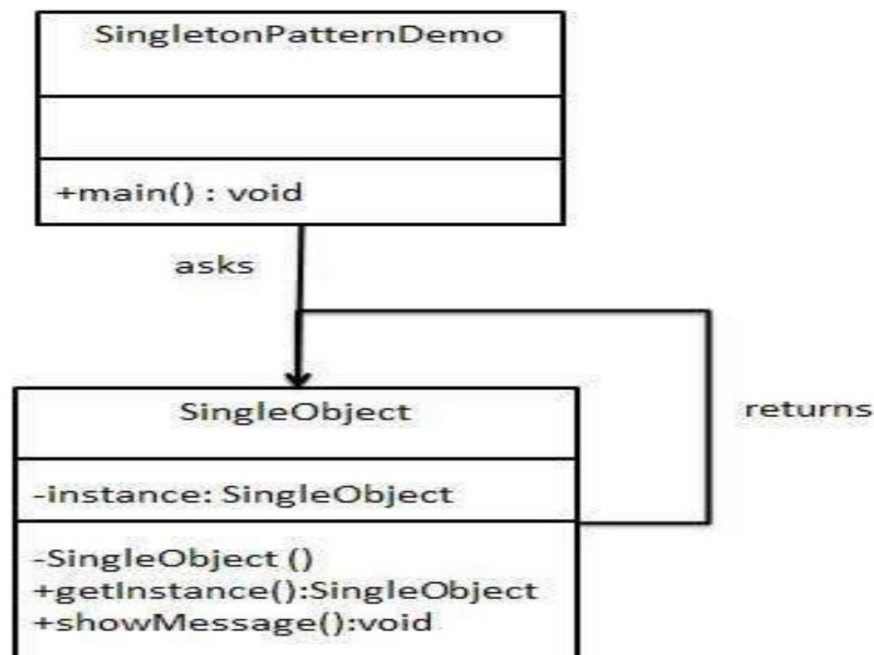 SingletonPatternDemo
+main() : void
asks
SingleObject
returns
-instance: SingleObject
-SingleObject ()
+getInstance():SingleObject
+showMessage():void